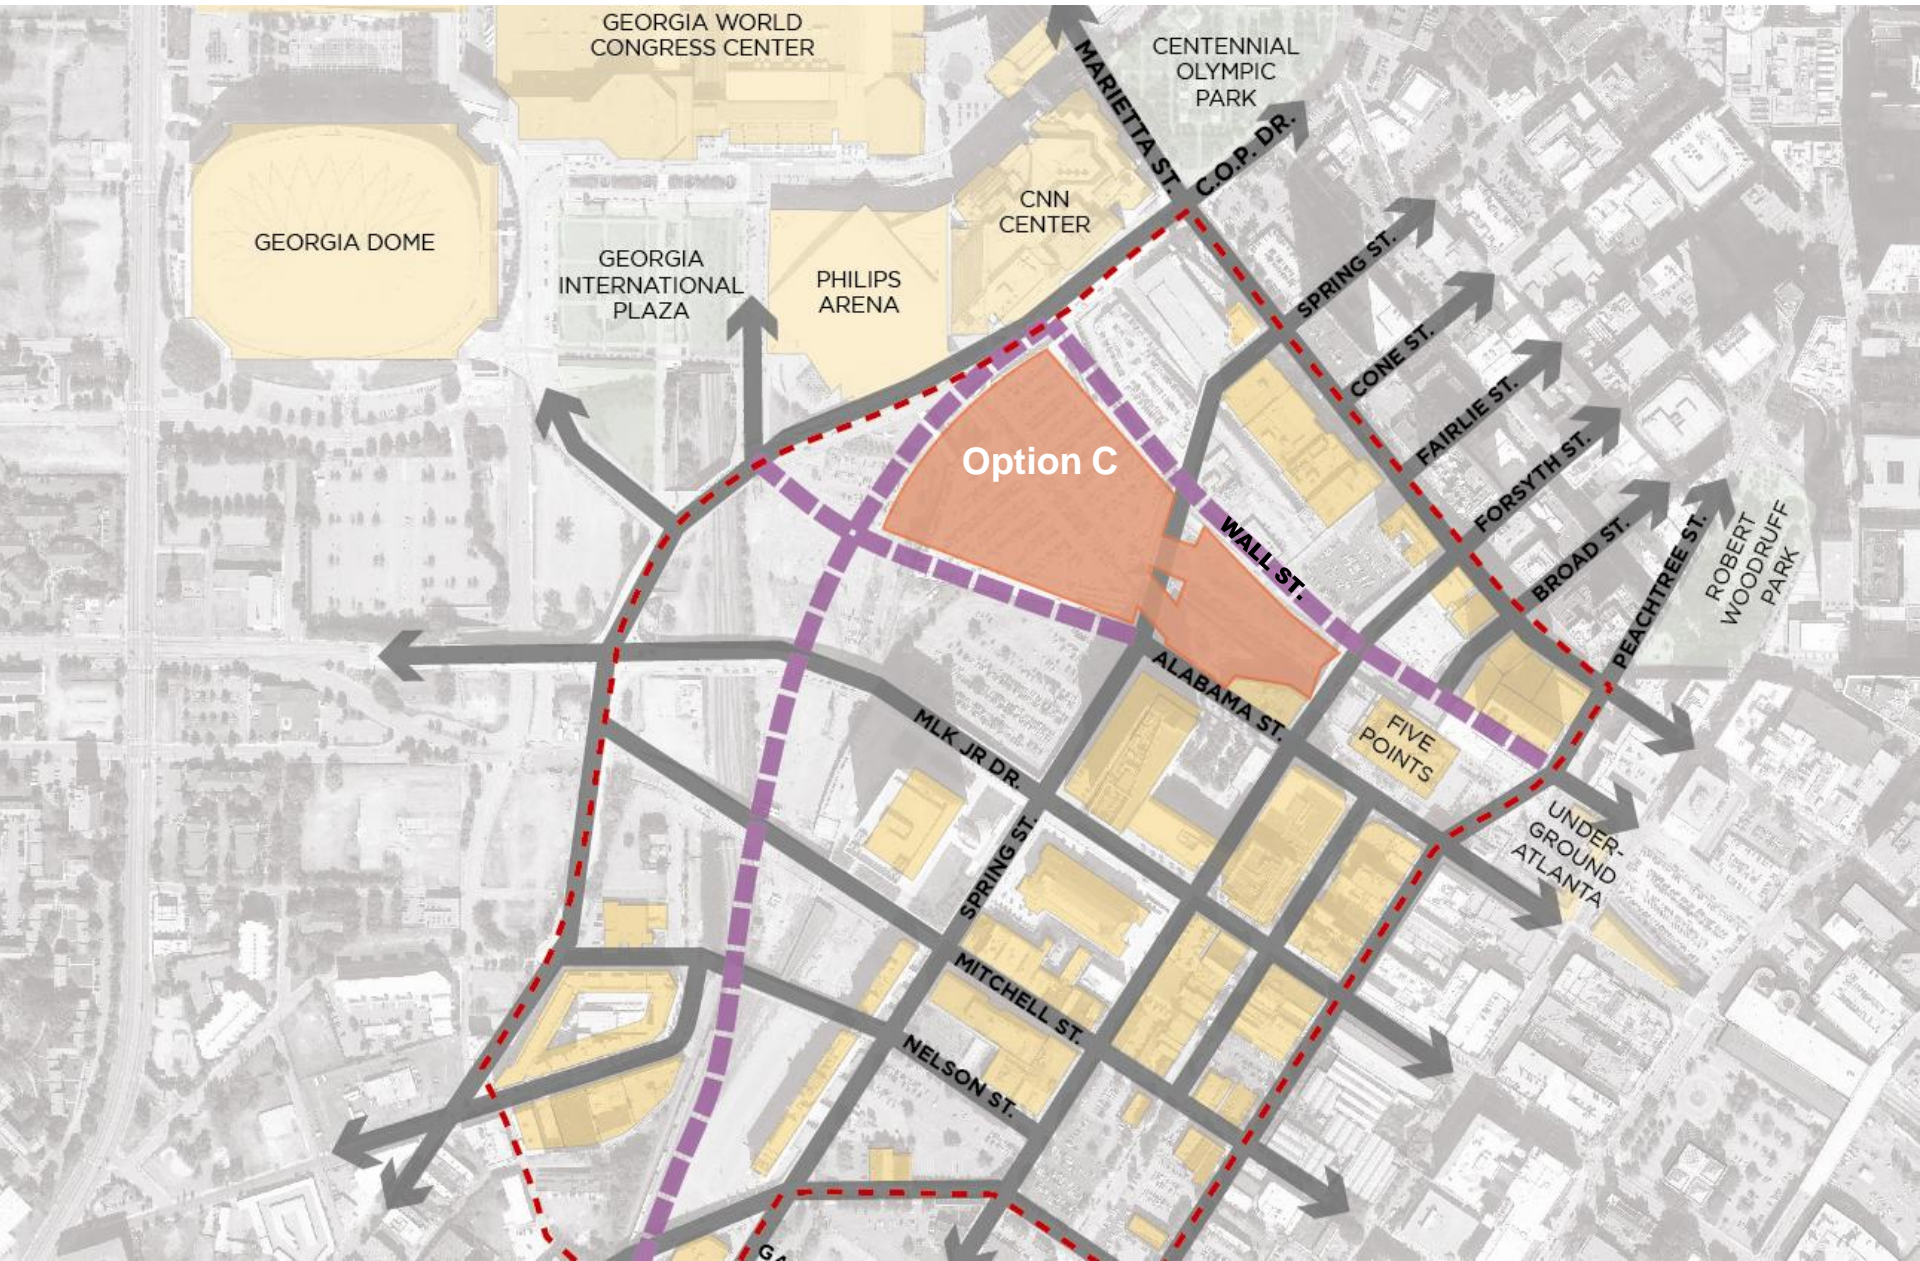 GEORGIA WORLD
CONGRESS CENTER
CENTENNIAL
OLYMPIC
PARK
MARIETTA ST.
C.O.P. DR.
CNN
CENTER
GEORGIA DOME
GEORGIA
INTERNATIONAL
PLAZA
PHILIPS
ARENA
SPRING ST.
CONE ST.
FAIRLIE ST.
FORSYTH ST.
BROAD ST.
PEACHTREE ST.
ROBERT
WOODRUFF
PARK
Option C
WALL ST.
ALABAMA ST.
FIVE
POINTS
MLK JR DR.
UNDER-
GROUND
ATLANTA
SPRING ST.
MITCHELL ST.
NELSON ST.